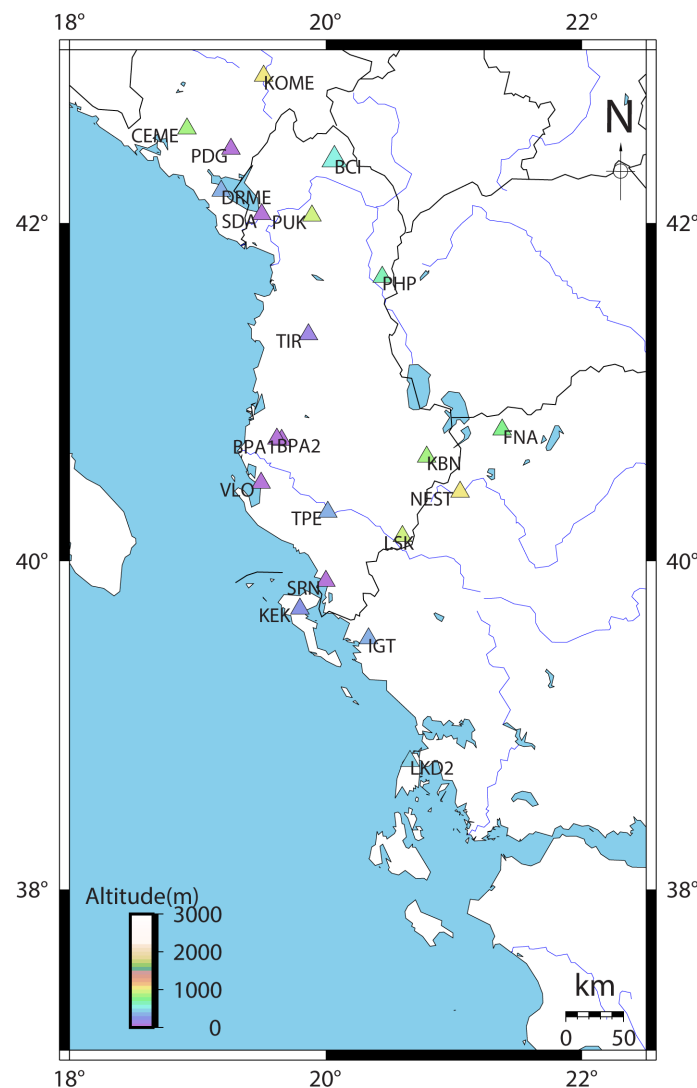 18° 20° 22°
KOME
CEME
N
PDG
BCI
DRME
SDA
PUK
42° 42°
PHP
TIR
FNA
BPA1
BPA2
KBN
VLO
NEST
TPE
LSK
40° 40°
SRN
KEK
IGT
LKD2
38° 38°
Altitude(m)
3000
2000
1000
0
km
0 50
18° 20° 22°